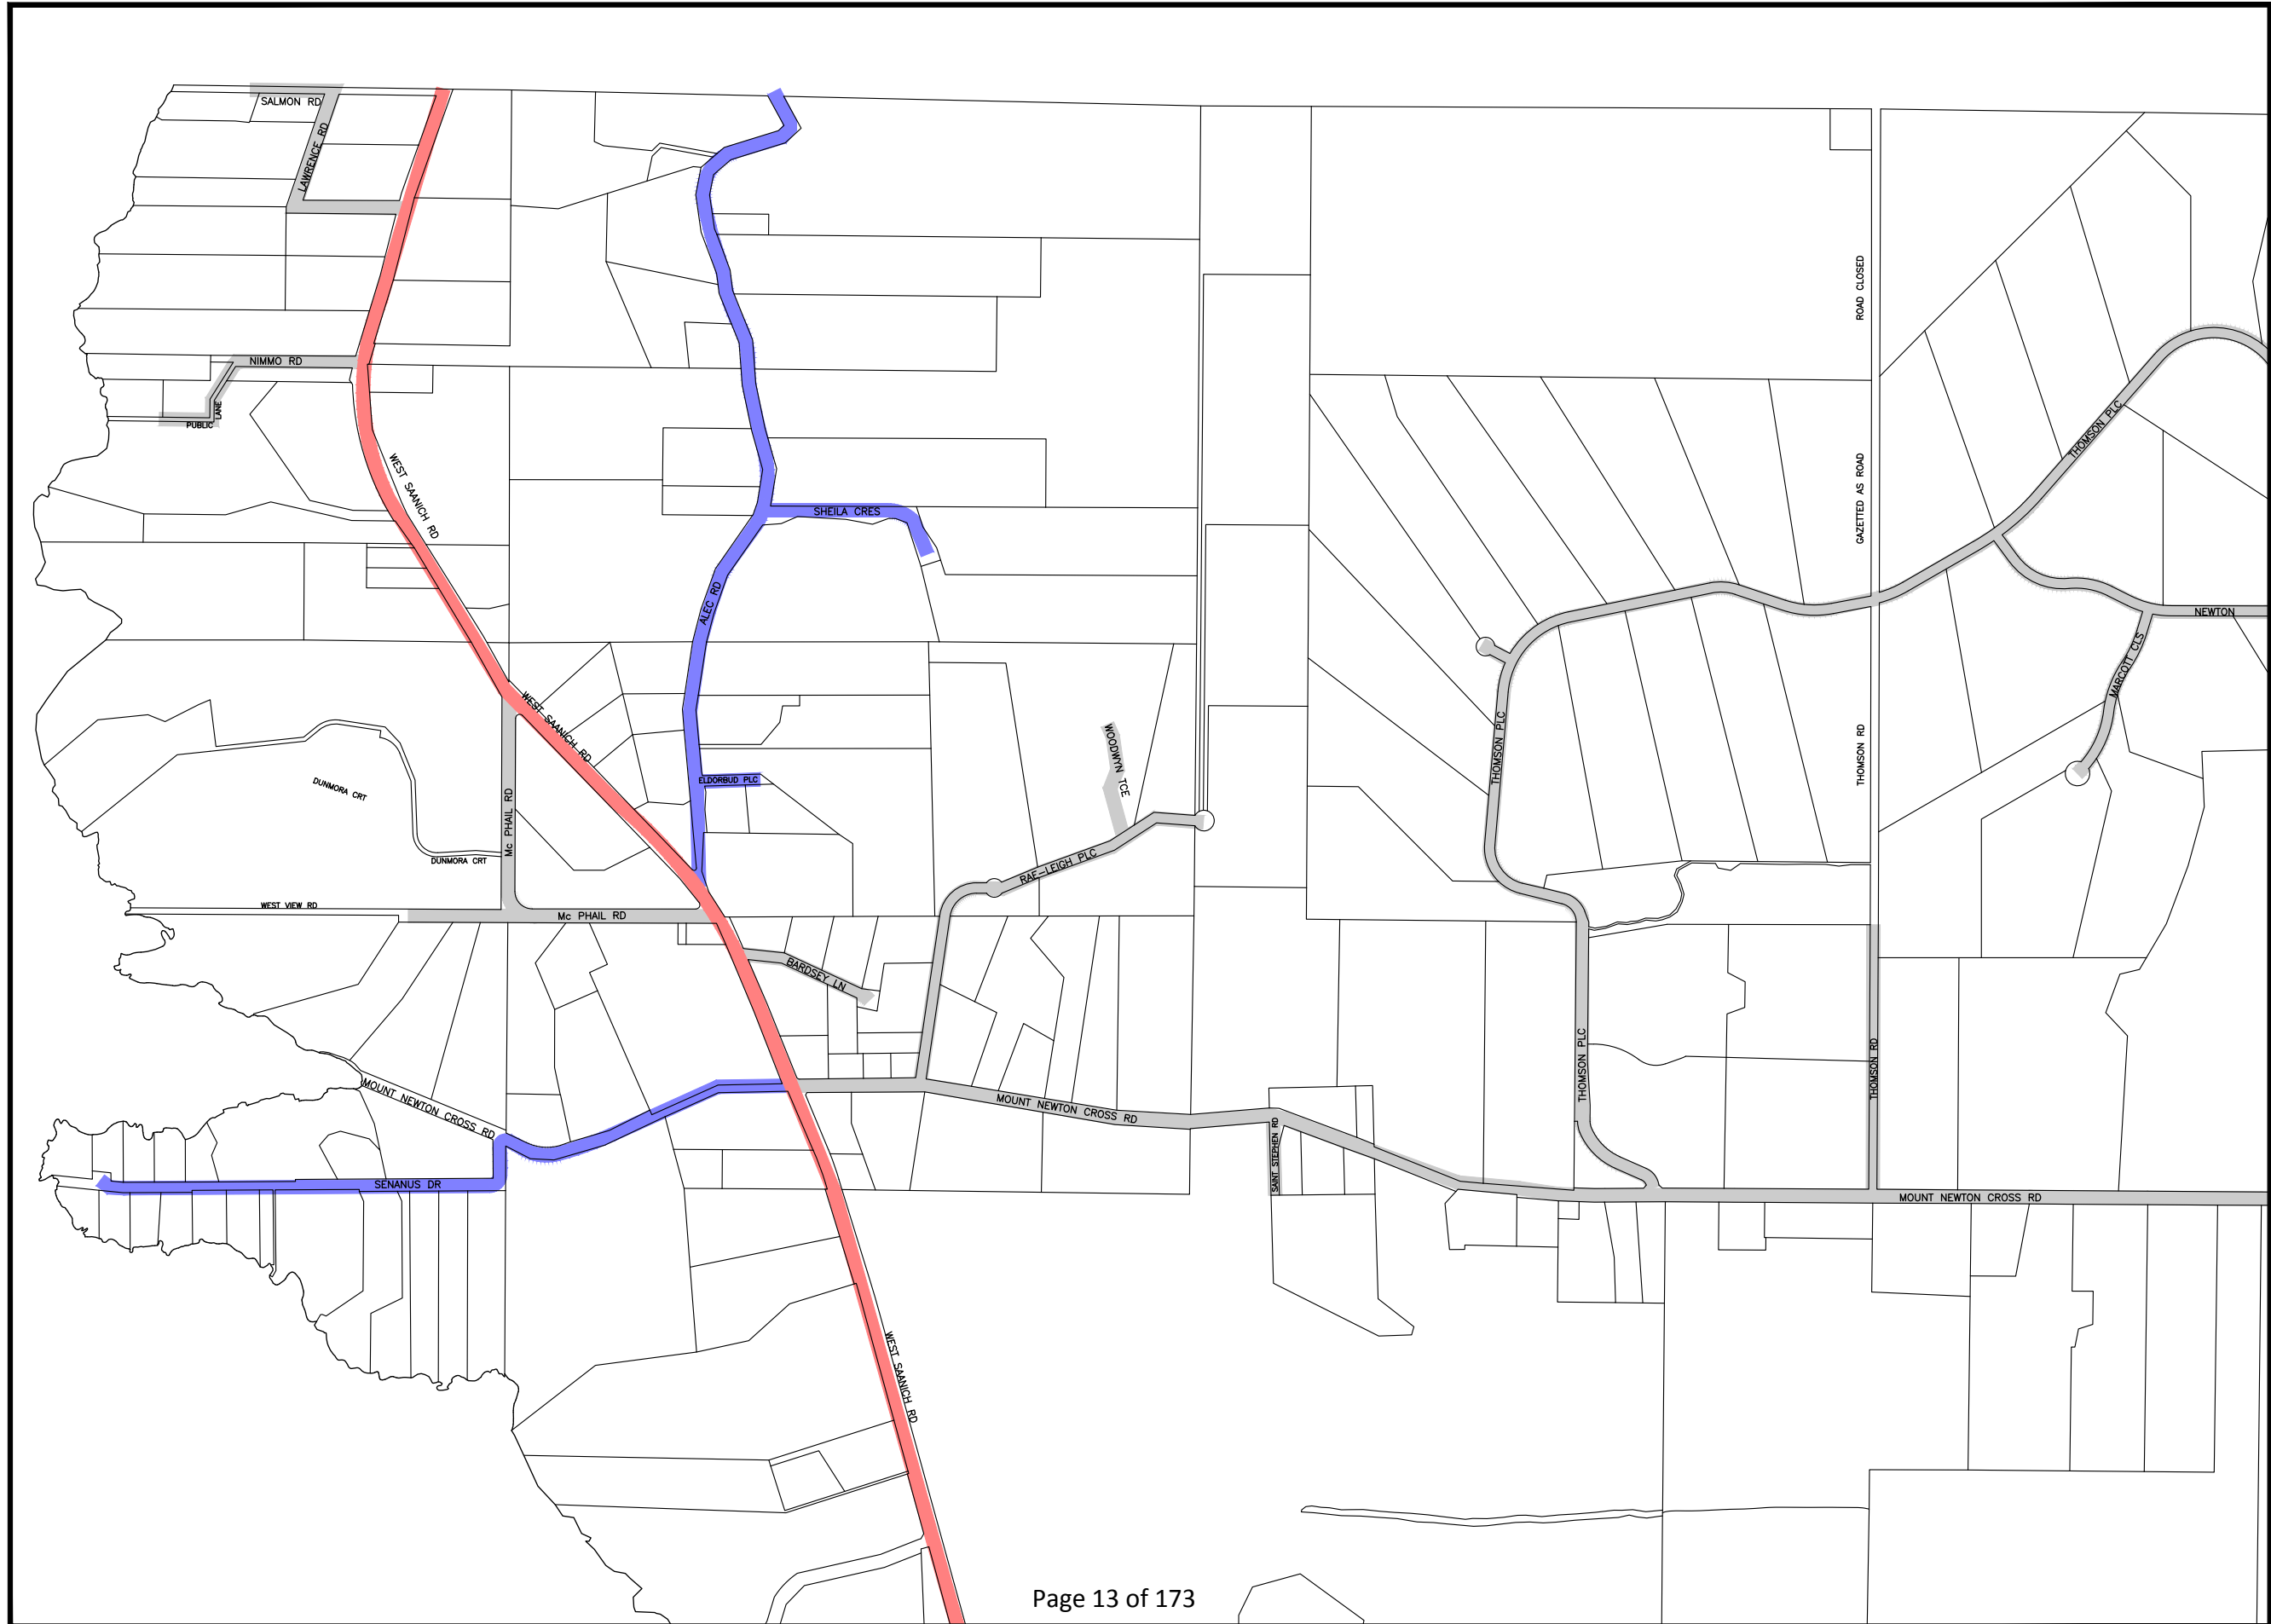 SALMON RD
LAWRENCE RD
ROAD CLOSED
NIMMO RD
LANE
PUBLIC
THOMSON PLC
WEST SAANICH RD
GAZETTED AS ROAD
SHEILA CRES
ALEC RD
NEWTON
MARCOTT CLS
WEST SAANICH RD
THOMSON PLC
THOMSON RD
WOODWYN TCE
ELDORBUD PLC
DUNMORA CRT
Mc PHAIL RD
DUNMORA CRT
RAE-LEIGH PLC
WEST VIEW RD
Mc PHAIL RD
BARDSEY LN
THOMSON PLC
THOMSON RD
MOUNT NEWTON CROSS RD
MOUNT NEWTON CROSS RD
SAINT STEPHEN RD
SENANUS DR
MOUNT NEWTON CROSS RD
WEST SAANICH RD
Page 13 of 173